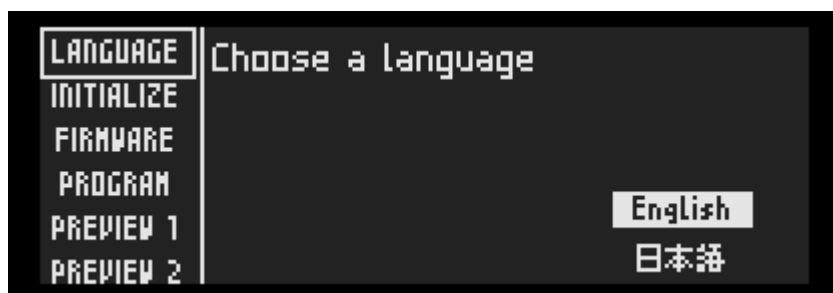 LANGUAGE
INITIALIZE
FIRMWARE
PROGRAM
PREVIEW 1
PREVIEW 2
Choose a language
English
日本語